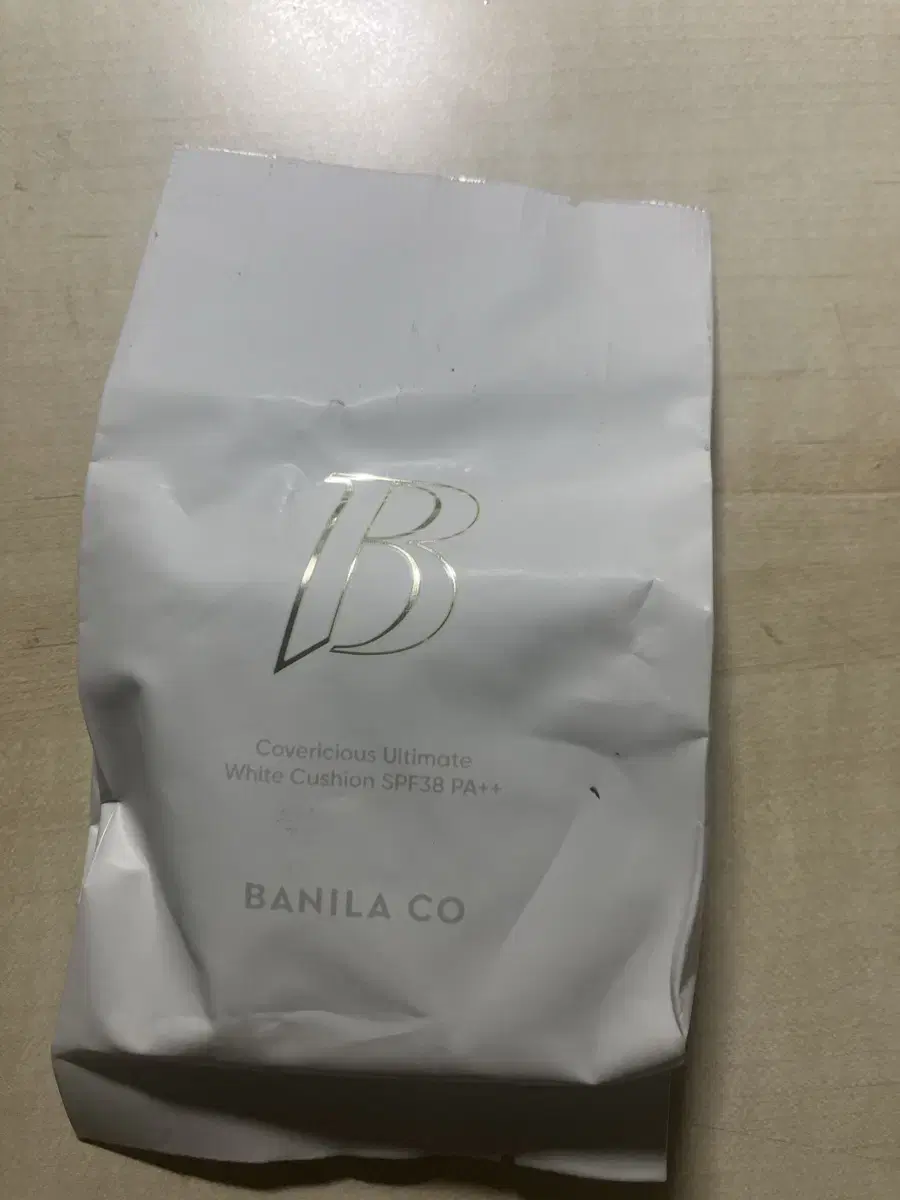 B
Covericious Ultimate
White Cushion SPF38 PA++
BANILA CO